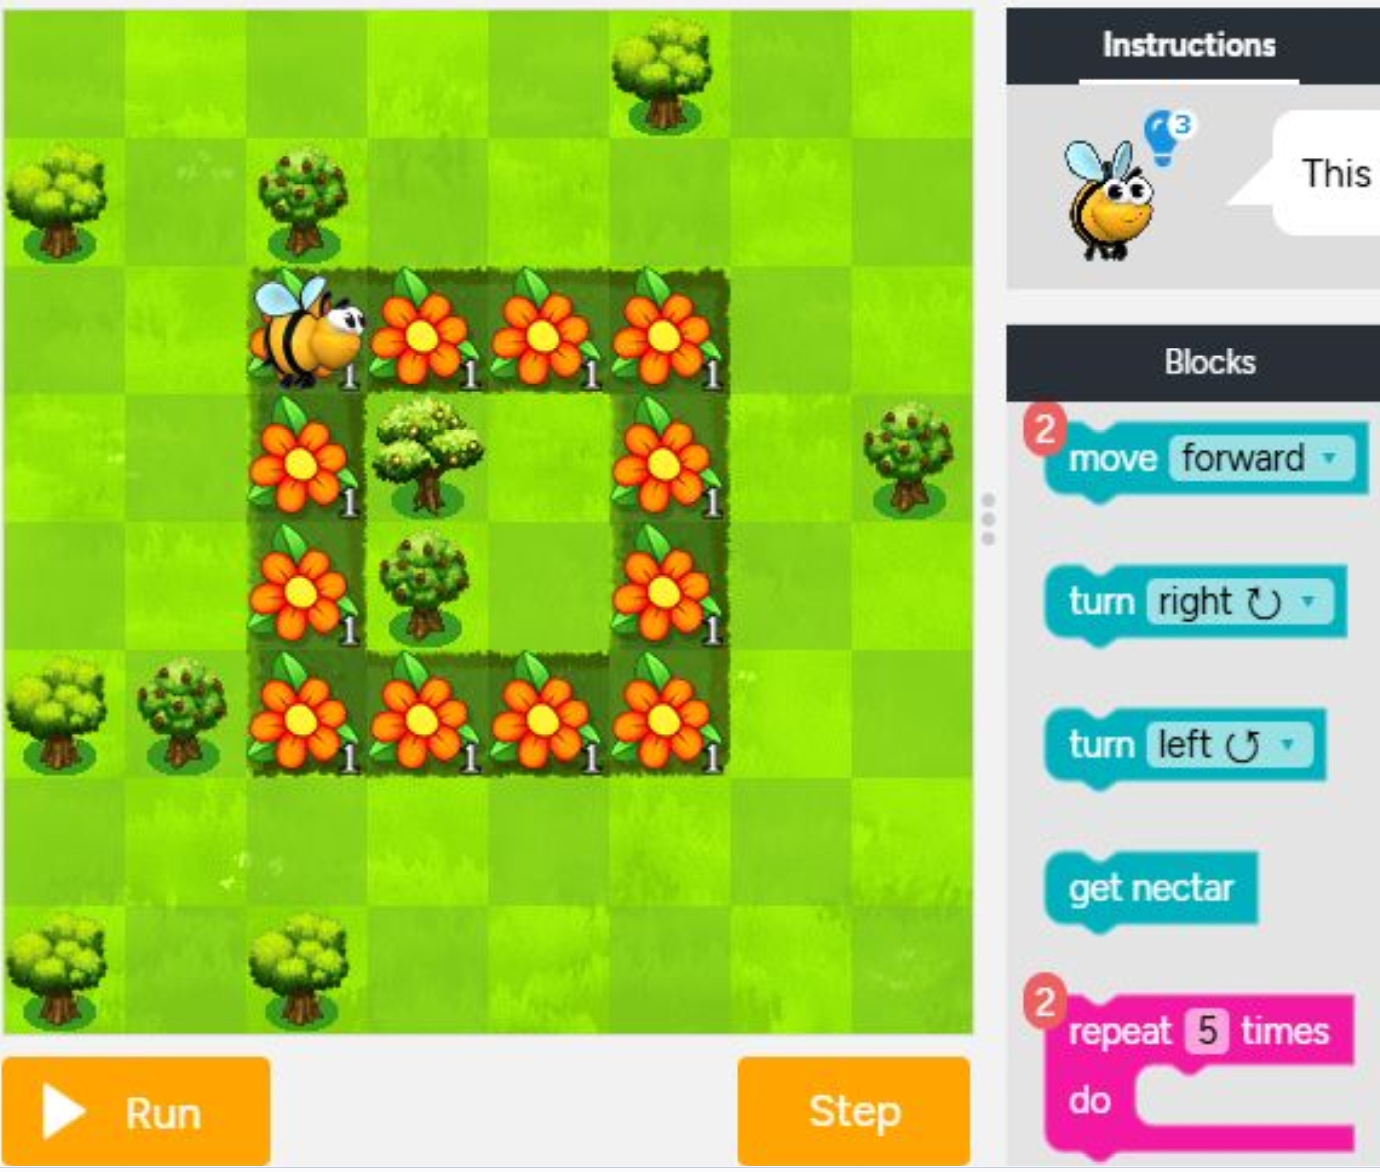 Instructions
3
This
1 1 1 1
Blocks
2
move forward
1 1
turn right
1 1
turn left
1 1 1 1
get nectar
2
repeat 5 times
do
Run
Step